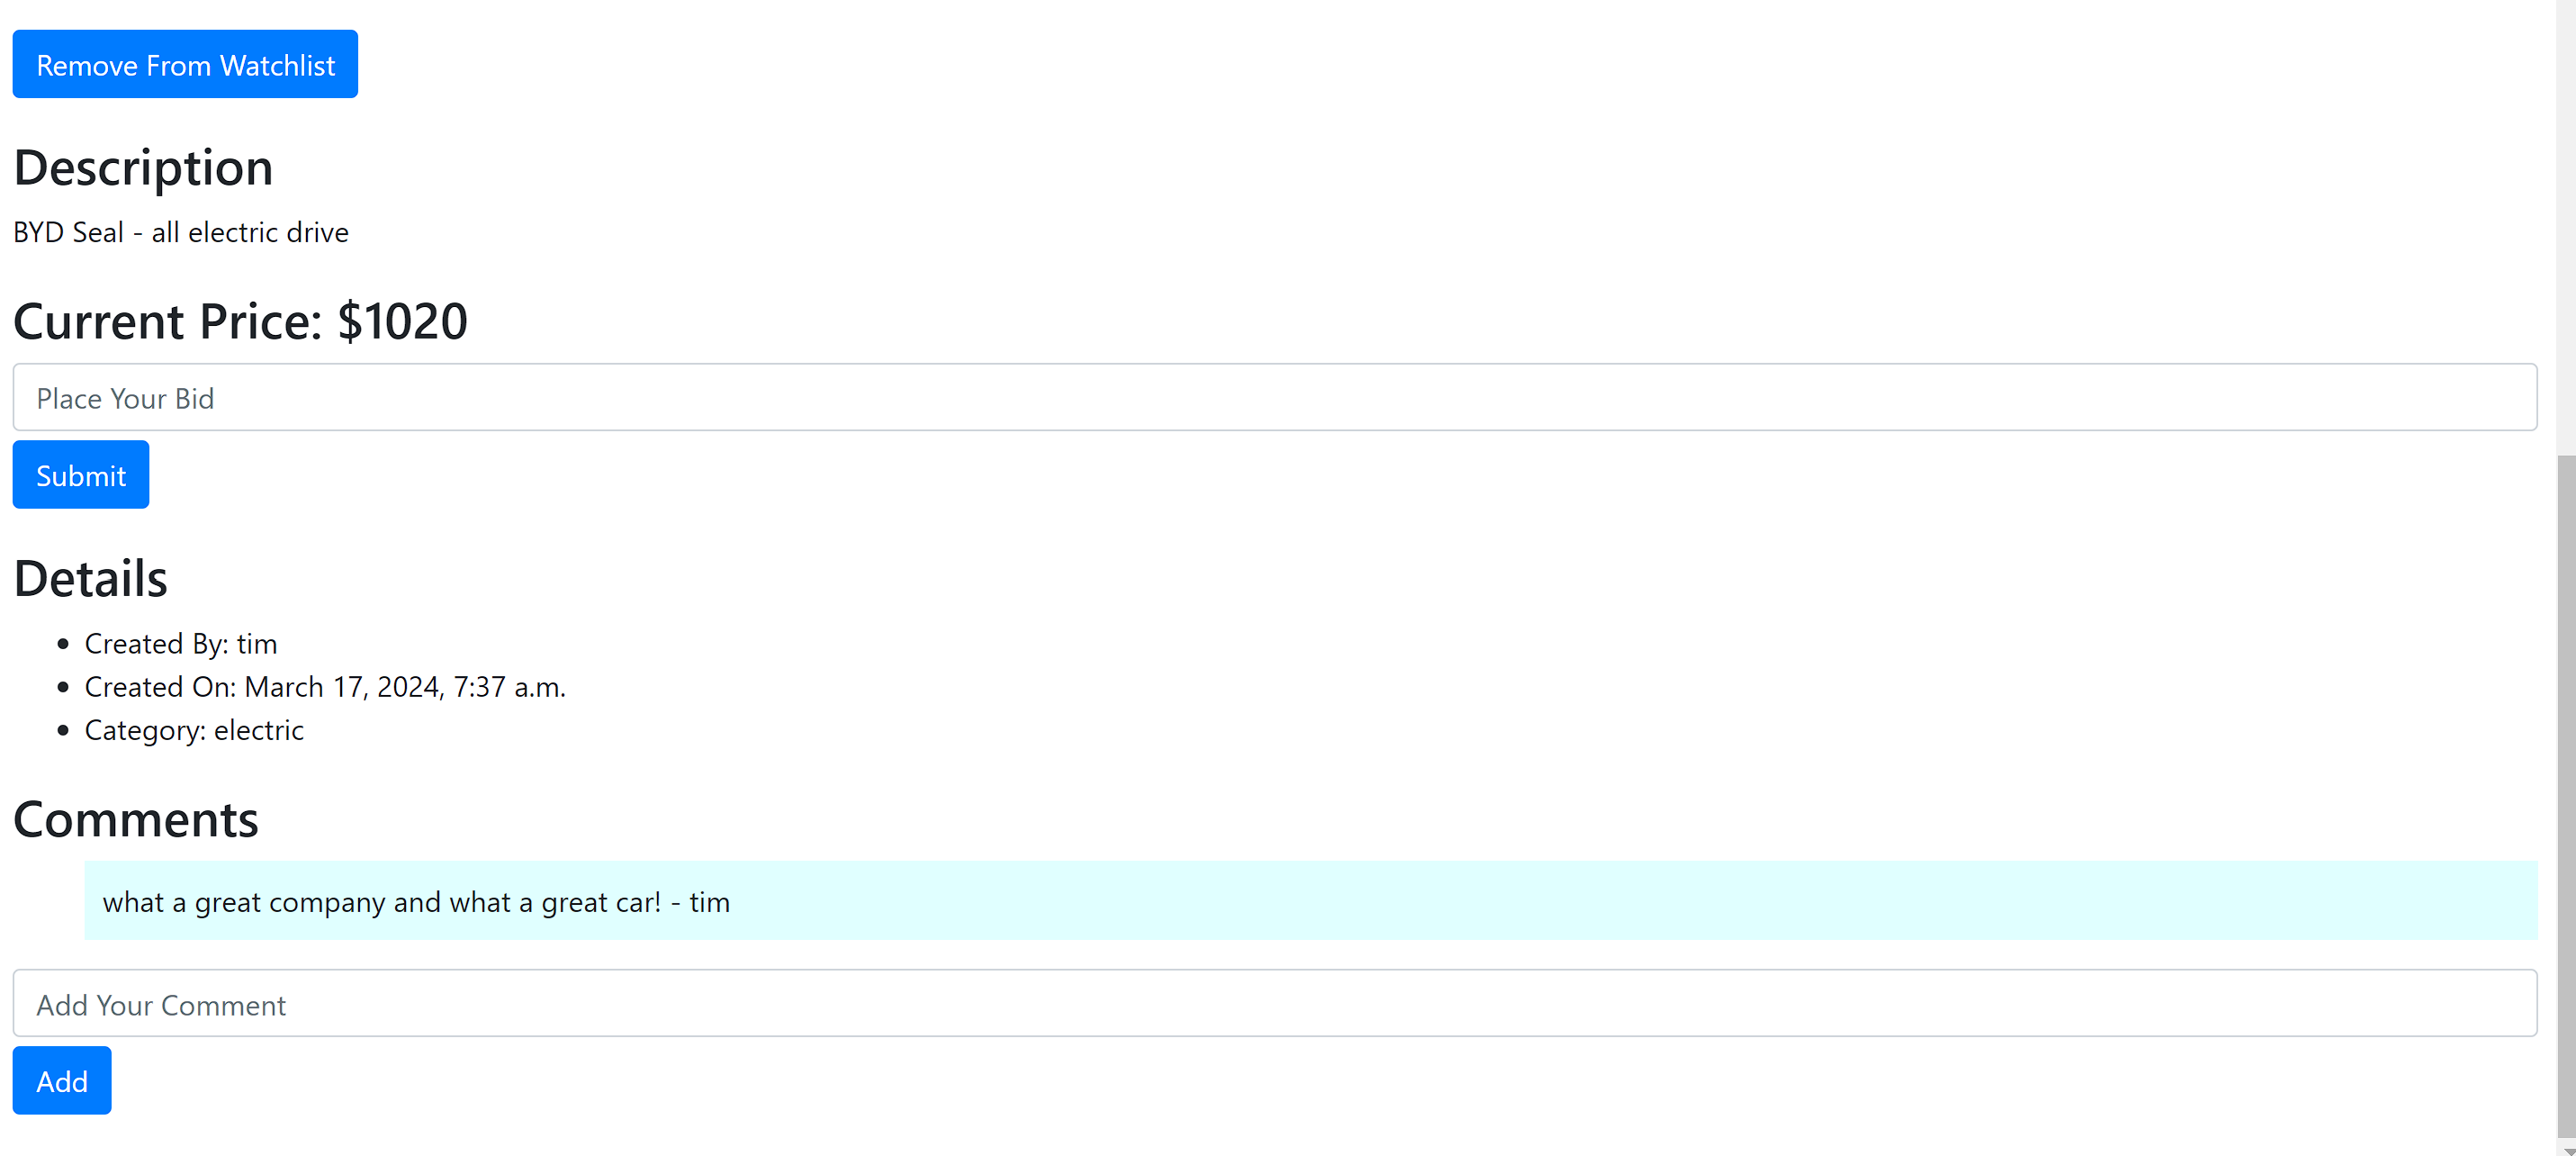 Remove From Watchlist
Description
BYD Seal - all electric drive
Current Price: $1020
Place Your Bid
Submit
Details
Created By: tim
Created On: March 17, 2024, 7:37 a.m.
Category: electric
Comments
what a great company and what a great car! - tim
Add Your Comment
Add